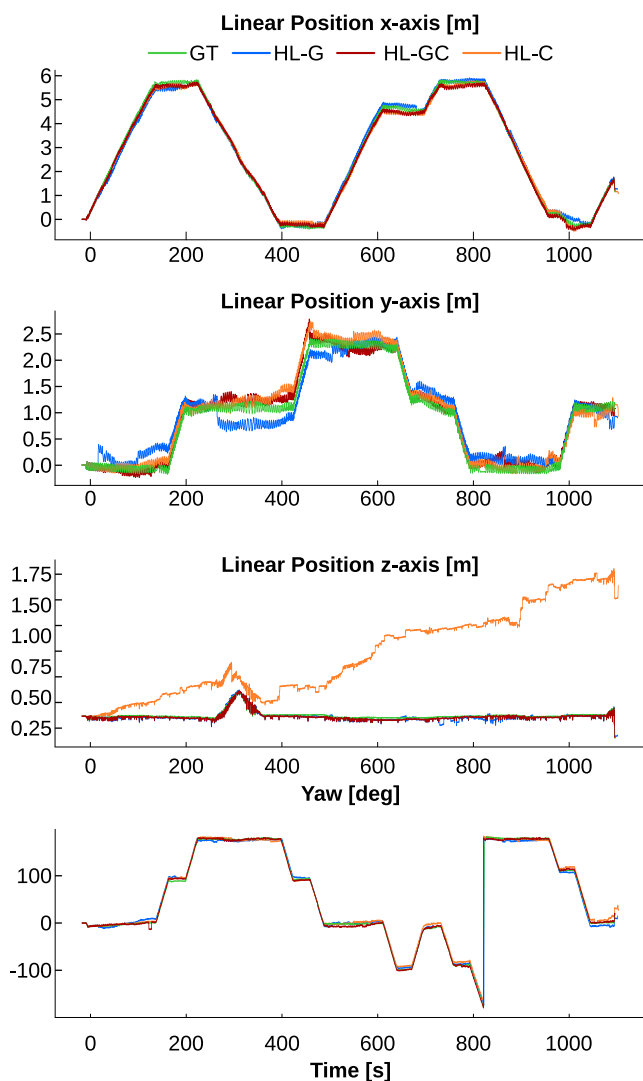 Linear Position x-axis [m]
GT HL-G HL-GC HL-C
6
5
4
3
2
1
0
0 200 400 600 800 1000
Linear Position y-axis [m]
2.5
2.0
1.5
1.0
0.5
0.0
0 200 400 600 800 1000
Linear Position z-axis [m]
1.75
1.50
1.00
0.75
0.50
0.25
0 200 400 600 800 1000
Yaw [deg]
100
0
-100
0 200 400 600 800 1000
Time [s]